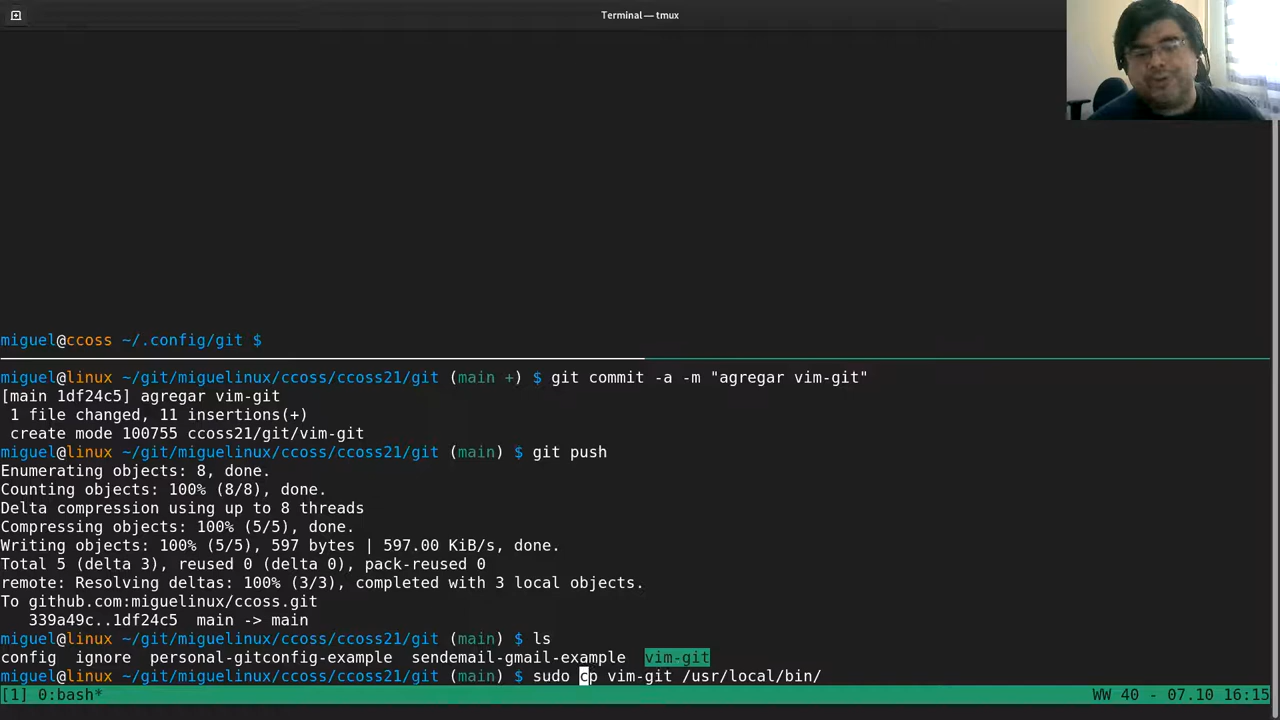 Terminal — tmux
miguel@ccoss ~/.config/git $
miguel@linux ~/git/miguelinux/ccoss/ccoss21/git (main +) $ git commit -a -m "agregar vim-git"
[main 1df24c5] agregar vim-git
 1 file changed, 11 insertions(+)
 create mode 100755 ccoss21/git/vim-git
miguel@linux ~/git/miguelinux/ccoss/ccoss21/git (main) $ git push
Enumerating objects: 8, done.
Counting objects: 100% (8/8), done.
Delta compression using up to 8 threads
Compressing objects: 100% (5/5), done.
Writing objects: 100% (5/5), 597 bytes | 597.00 KiB/s, done.
Total 5 (delta 3), reused 0 (delta 0), pack-reused 0
remote: Resolving deltas: 100% (3/3), completed with 3 local objects.
To github.com:miguelinux/ccoss.git
   339a49c..1df24c5  main -> main
miguel@linux ~/git/miguelinux/ccoss/ccoss21/git (main) $ ls
config  ignore  personal-gitconfig-example  sendemail-gmail-example  vim-git
miguel@linux ~/git/miguelinux/ccoss/ccoss21/git (main) $ sudo cp vim-git /usr/local/bin/
[1] 0:bash* WW 40 - 07.10 16:15